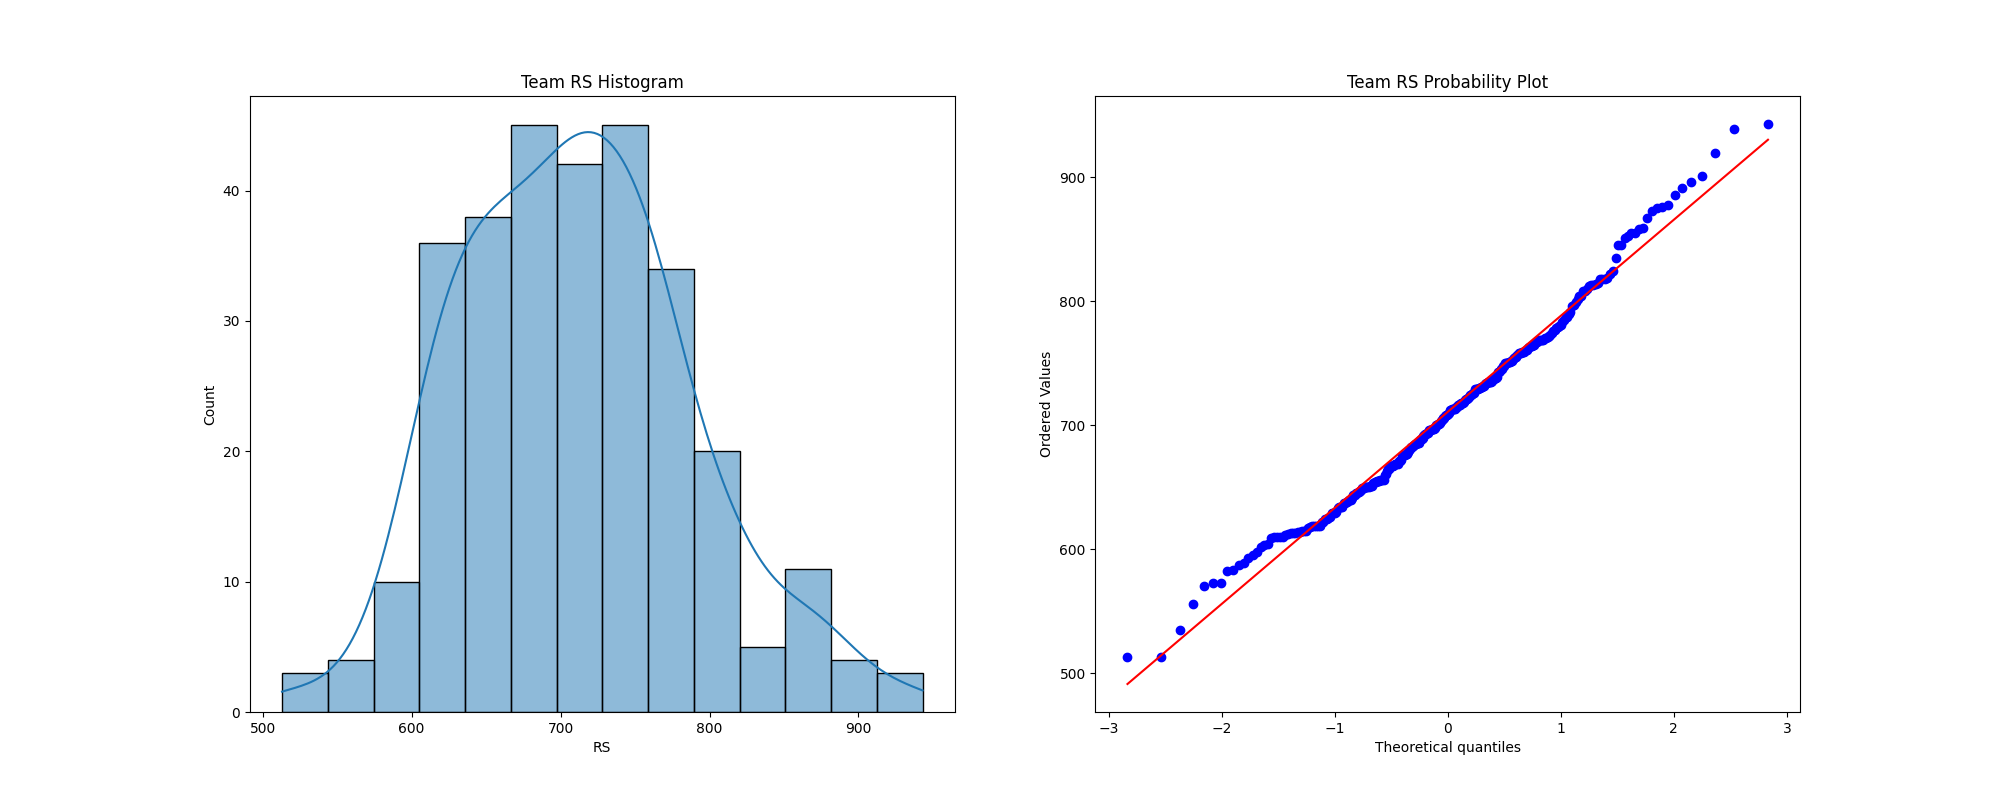 Team RS Histogram
Count
40
30
20
10
0
500 600 700 800 900
RS
Team RS Probability Plot
Ordered Values
900
800
700
600
500
−3 −2 −1 0 1 2 3
Theoretical quantiles